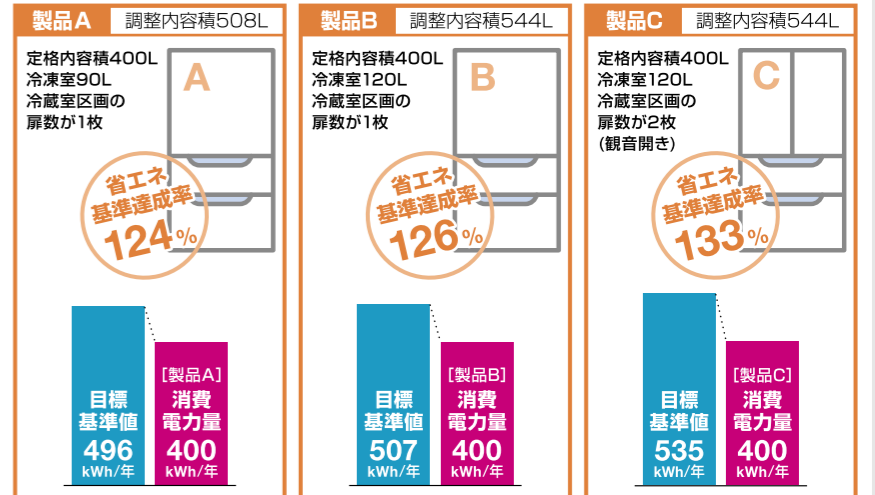 製品A 調整内容積508L
定格内容積400L
冷凍室90L
冷蔵室区画の
扉数が1枚
A
省エネ
基準達成率
124%
目標
基準値
496
kWh/年
[製品A]
消費
電力量
400
kWh/年
製品B 調整内容積544L
定格内容積400L
冷凍室120L
冷蔵室区画の
扉数が1枚
B
省エネ
基準達成率
126%
目標
基準値
507
kWh/年
[製品B]
消費
電力量
400
kWh/年
製品C 調整内容積544L
定格内容積400L
冷凍室120L
冷蔵室区画の
扉数が2枚
(観音開き)
C
省エネ
基準達成率
133%
目標
基準値
535
kWh/年
[製品C]
消費
電力量
400
kWh/年